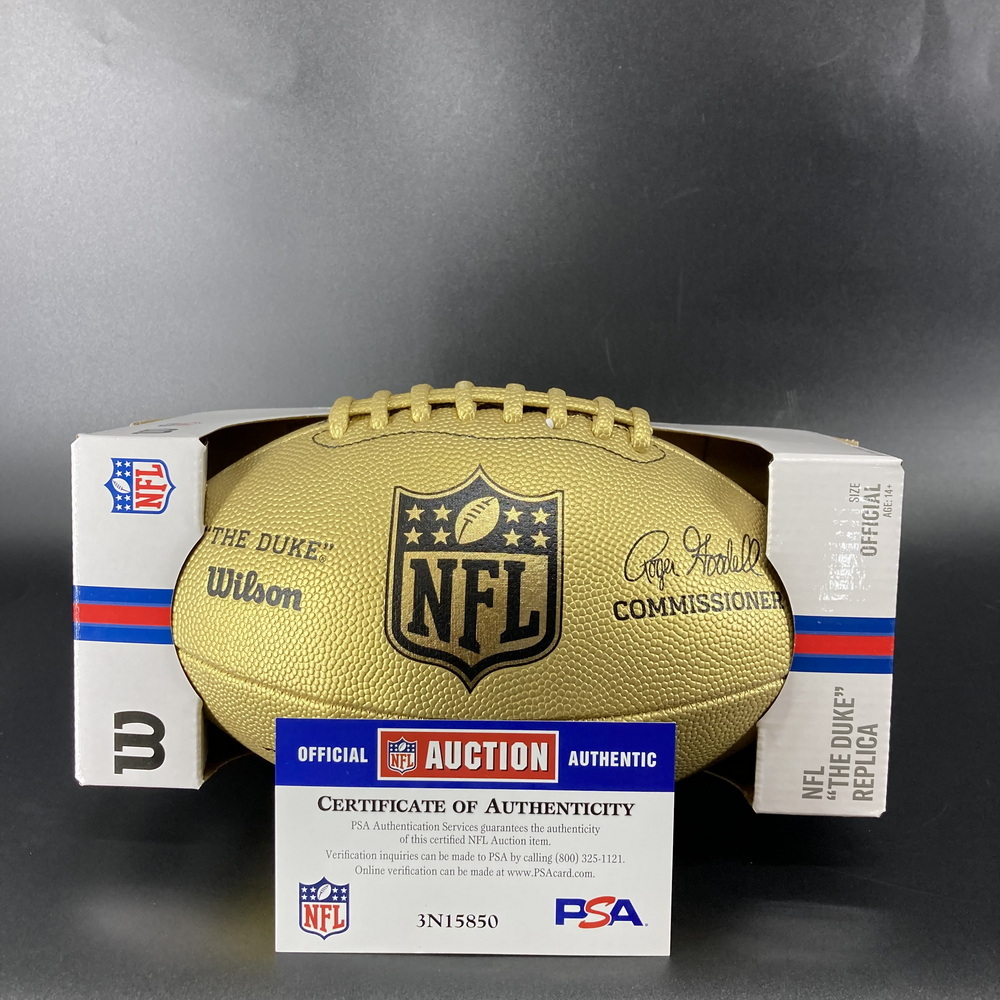 NFL
"THE DUKE"
Wilson
NFL
Roger Goodell
COMMISSIONER
SIZE
OFFICIAL
AGE: 14+
NFL
“THE DUKE”
REPLICA
OFFICIAL NFL AUCTION AUTHENTIC
CERTIFICATE OF AUTHENTICITY
PSA Authentication Services guarantees the authenticity
of this certified NFL Auction item.
Verification inquiries can be made to PSA by calling (800) 325-1121.
Online verification can be made at www.PSAcard.com.
NFL
3N15850
PSA